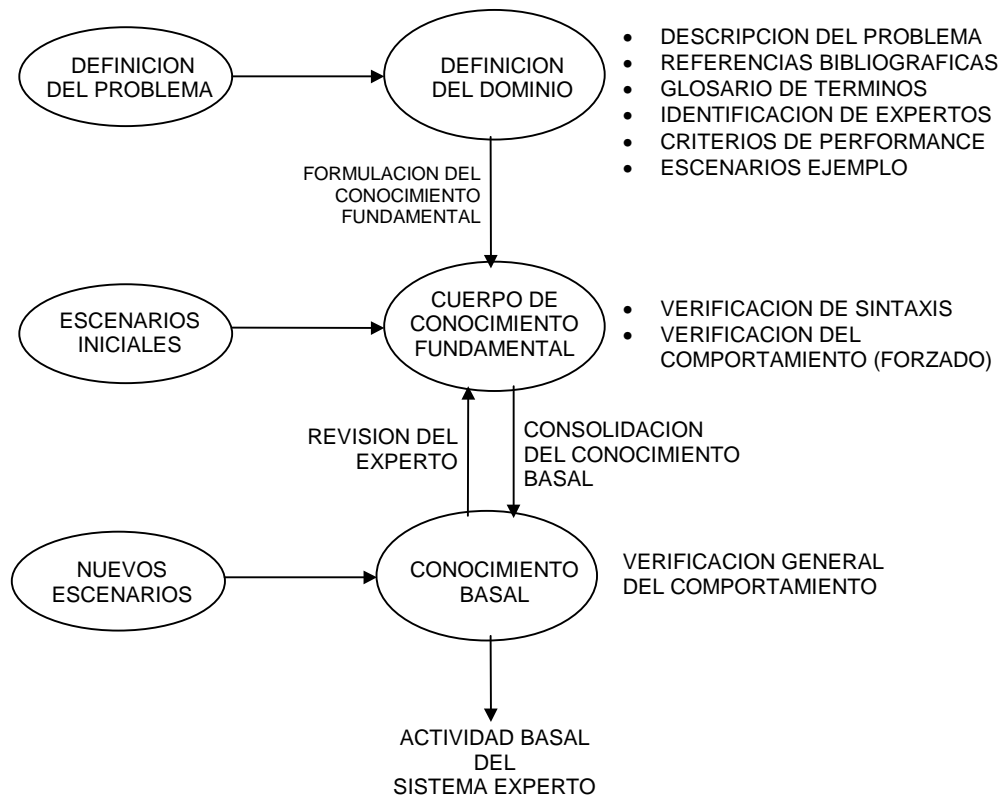 DEFINICION
DEL PROBLEMA
DEFINICION
DEL DOMINIO
• DESCRIPCION DEL PROBLEMA
• REFERENCIAS BIBLIOGRAFICAS
• GLOSARIO DE TERMINOS
• IDENTIFICACION DE EXPERTOS
• CRITERIOS DE PERFORMANCE
• ESCENARIOS EJEMPLO
FORMULACION DEL
CONOCIMIENTO
FUNDAMENTAL
ESCENARIOS
INICIALES
CUERPO DE
CONOCIMIENTO
FUNDAMENTAL
• VERIFICACION DE SINTAXIS
• VERIFICACION DEL
COMPORTAMIENTO (FORZADO)
REVISION DEL
EXPERTO
CONSOLIDACION
DEL CONOCIMIENTO
BASAL
NUEVOS
ESCENARIOS
CONOCIMIENTO
BASAL
VERIFICACION GENERAL
DEL COMPORTAMIENTO
ACTIVIDAD BASAL
DEL
SISTEMA EXPERTO